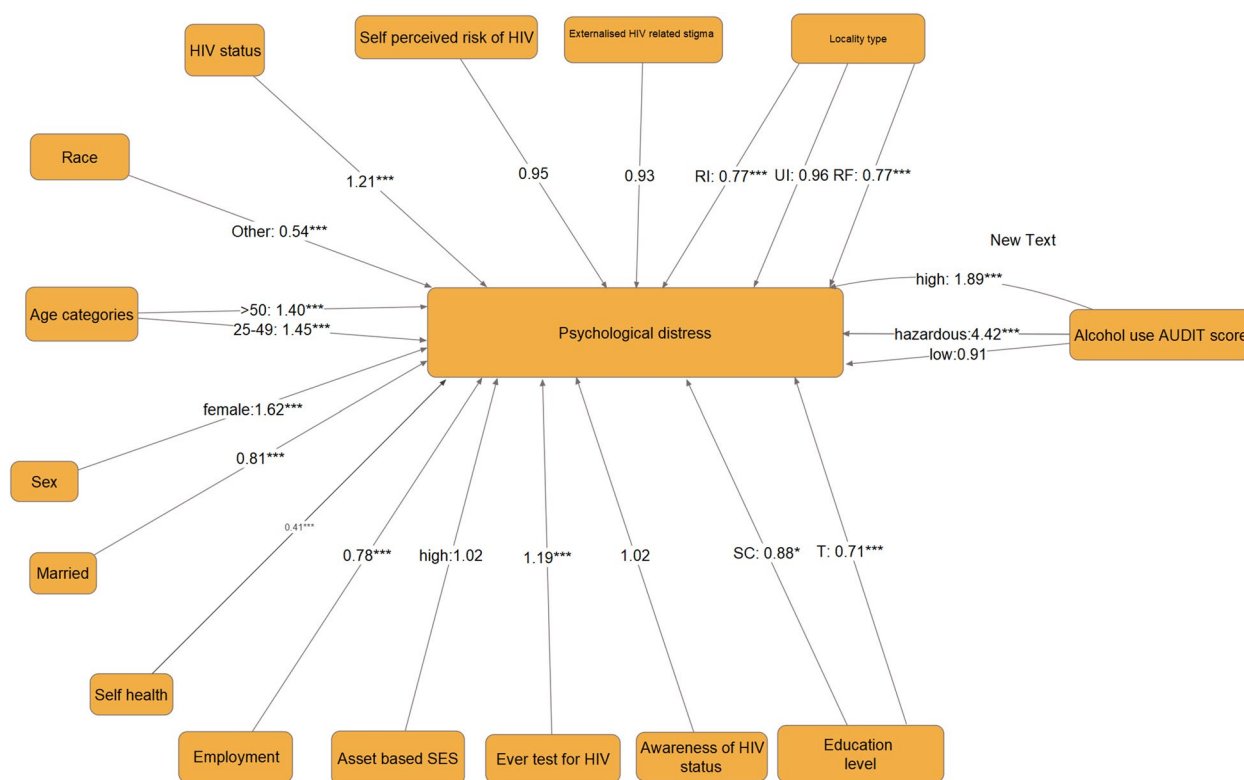 HIV status
Self perceived risk of HIV
Externalised HIV related stigma
Locality type
Race
1.21***
0.95
0.93
RI: 0.77***
UI: 0.96
RF: 0.77***
Other: 0.54***
New Text
high: 1.89***
Age categories
>50: 1.40***
25-49: 1.45***
Psychological distress
hazardous:4.42***
low:0.91
Alcohol use AUDIT score
female:1.62***
0.81***
Sex
0.41***
0.78***
high:1.02
1.19***
1.02
SC: 0.88*
T: 0.71***
Married
Self health
Employment
Asset based SES
Ever test for HIV
Awareness of HIV
status
Education
level